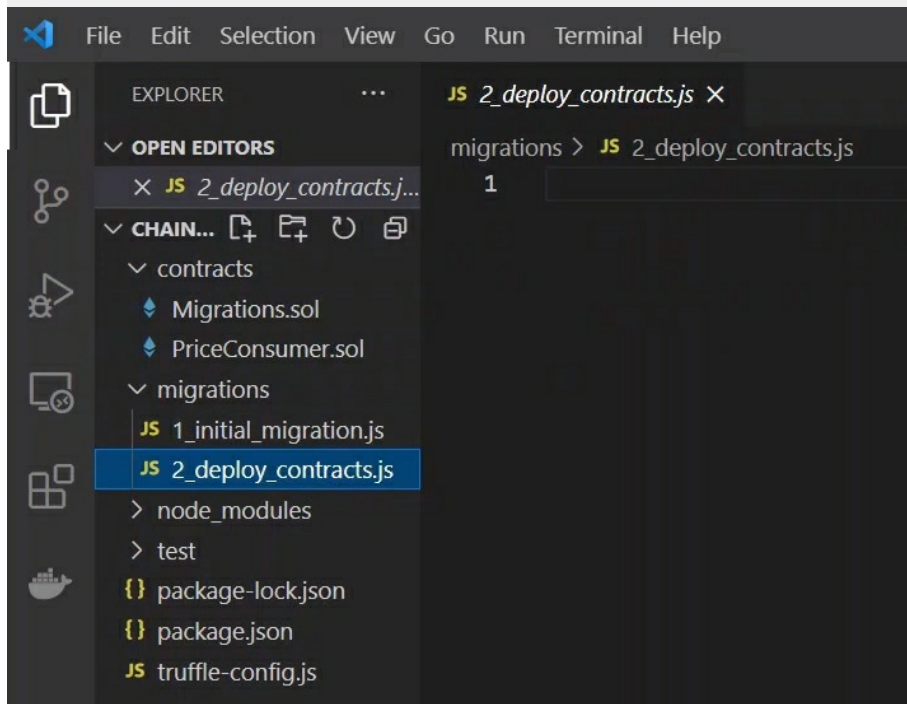 File Edit Selection View Go Run Terminal Help
EXPLORER ...
OPEN EDITORS
JS 2_deploy_contracts.j...
CHAIN...
contracts
Migrations.sol
PriceConsumer.sol
migrations
JS 1_initial_migration.js
JS 2_deploy_contracts.js
node_modules
test
{} package-lock.json
{} package.json
JS truffle-config.js
JS 2_deploy_contracts.js
migrations > JS 2_deploy_contracts.js
1